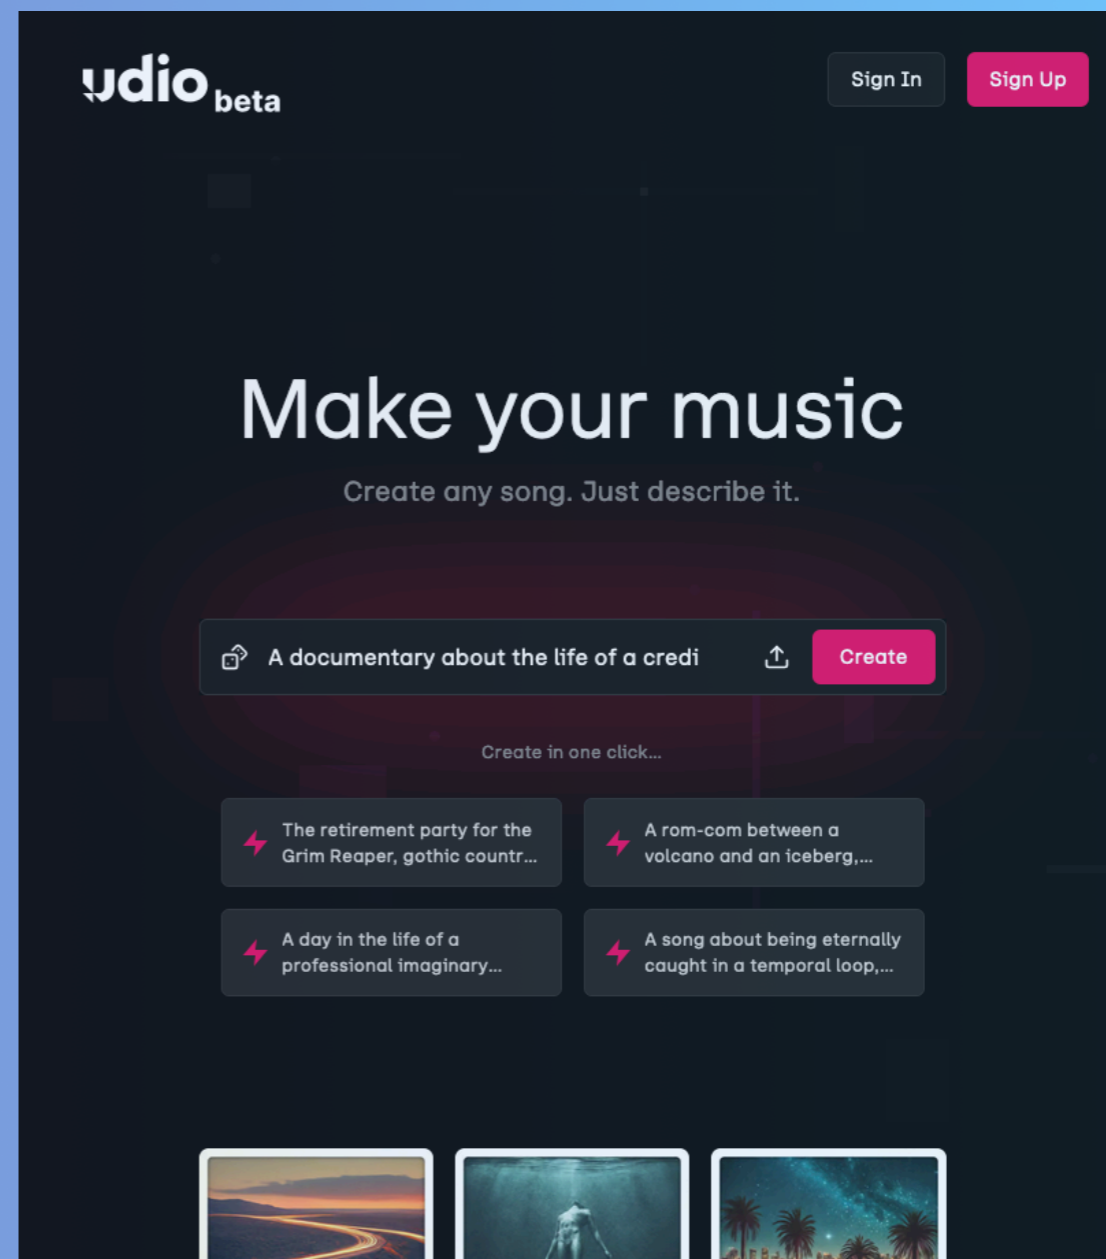 udio beta
Sign In
Sign Up
Make your music
Create any song. Just describe it.
A documentary about the life of a credi
Create
Create in one click...
The retirement party for the
Grim Reaper, gothic countr...
A rom-com between a
volcano and an iceberg,...
A day in the life of a
professional imaginary...
A song about being eternally
caught in a temporal loop,...